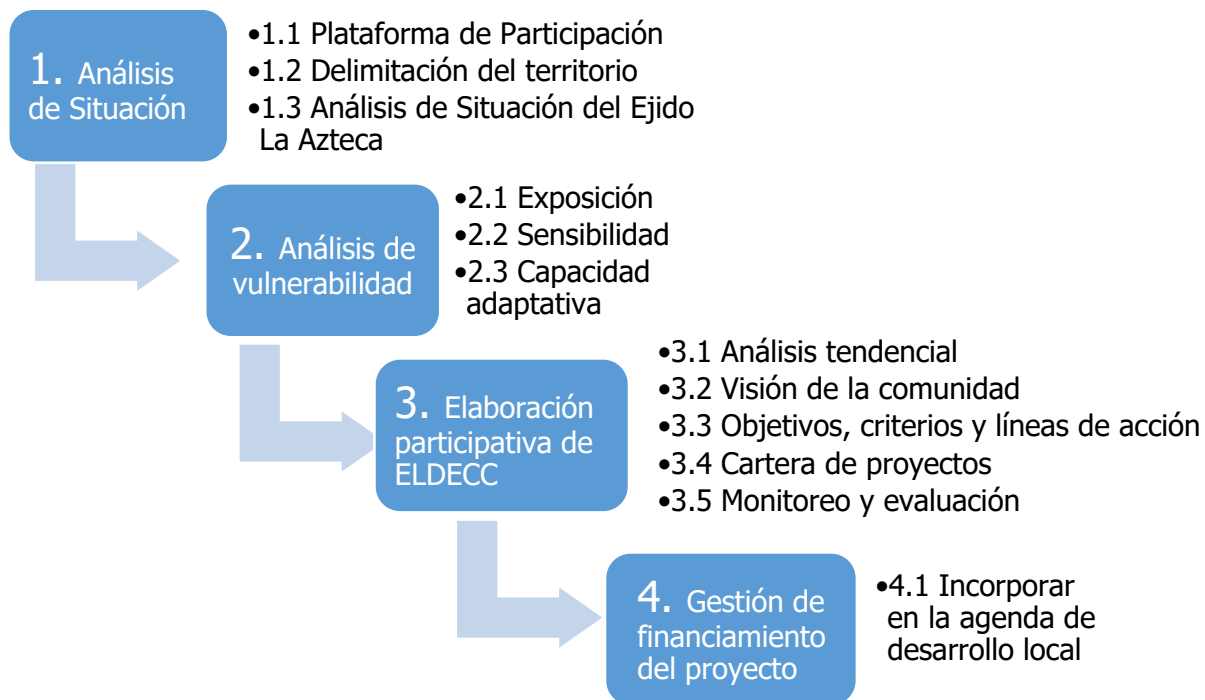 1. Análisis
de Situación
•1.1 Plataforma de Participación
•1.2 Delimitación del territorio
•1.3 Análisis de Situación del Ejido
La Azteca
2. Análisis de
vulnerabilidad
•2.1 Exposición
•2.2 Sensibilidad
•2.3 Capacidad
adaptativa
3. Elaboración
participativa de
ELDECC
•3.1 Análisis tendencial
•3.2 Visión de la comunidad
•3.3 Objetivos, criterios y líneas de acción
•3.4 Cartera de proyectos
•3.5 Monitoreo y evaluación
4. Gestión de
financiamiento
del proyecto
•4.1 Incorporar
en la agenda de
desarrollo local